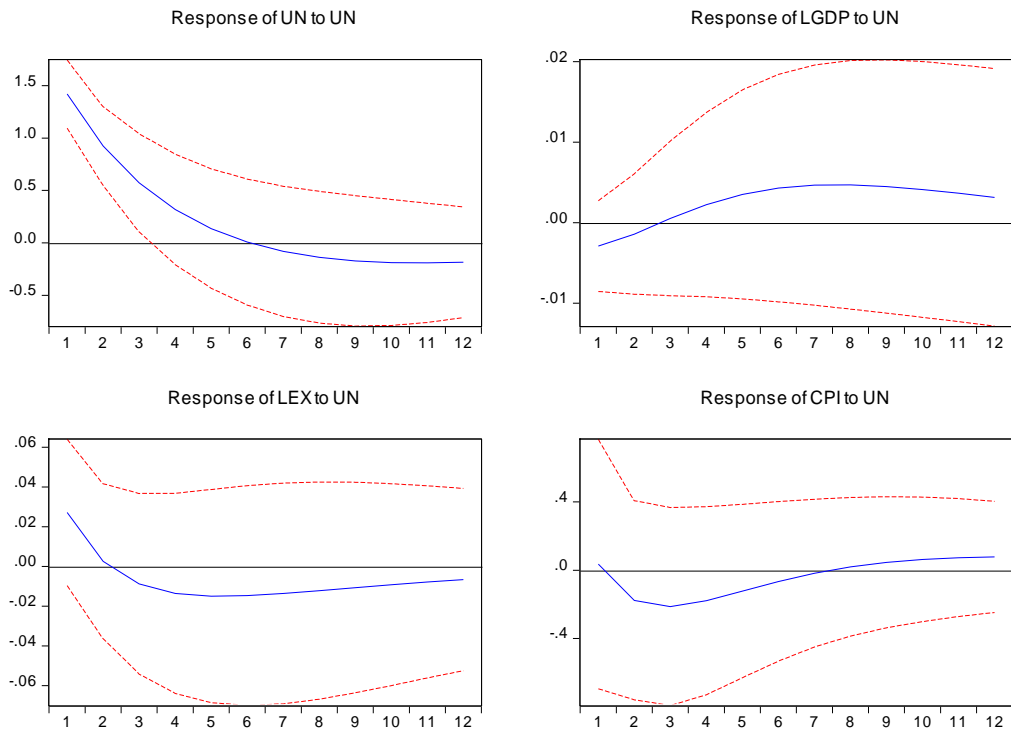 Response of UN to UN
1.5
1.0
0.5
0.0
-0.5
1 2 3 4 5 6 7 8 9 10 11 12
Response of LGDP to UN
.02
.01
.00
-.01
1 2 3 4 5 6 7 8 9 10 11 12
Response of LEX to UN
.06
.04
.02
.00
-.02
-.04
-.06
1 2 3 4 5 6 7 8 9 10 11 12
Response of CPI to UN
.4
.0
-.4
1 2 3 4 5 6 7 8 9 10 11 12